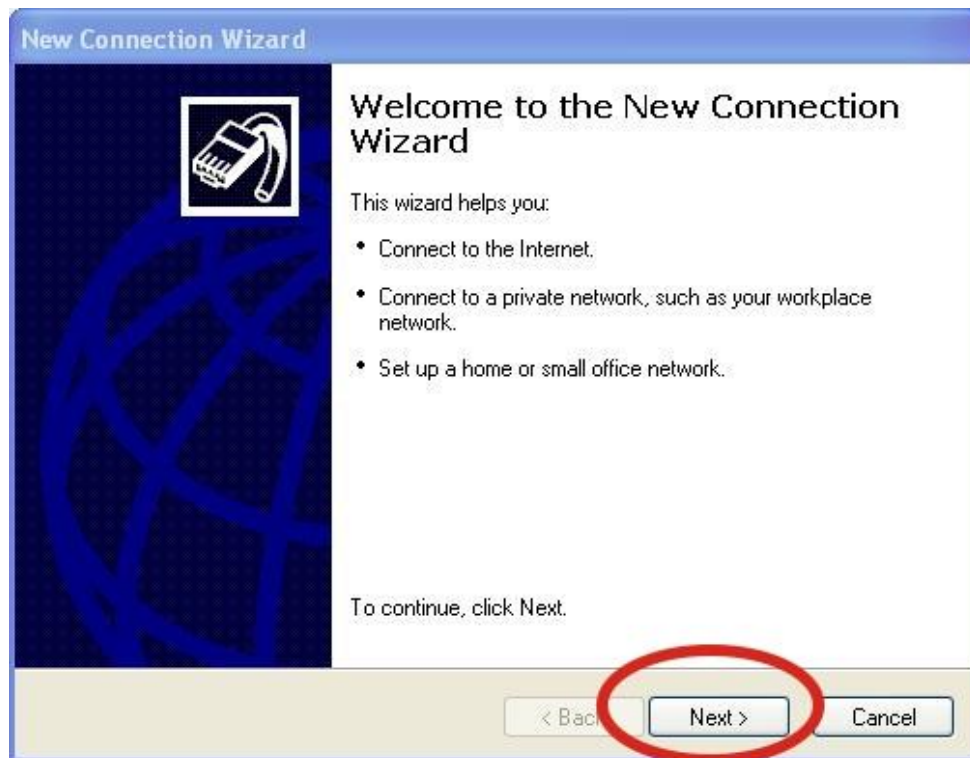 New Connection Wizard
Welcome to the New Connection
Wizard
This wizard helps you:
• Connect to the Internet.
• Connect to a private network, such as your workplace
network.
• Set up a home or small office network.
To continue, click Next.
< Back Next > Cancel